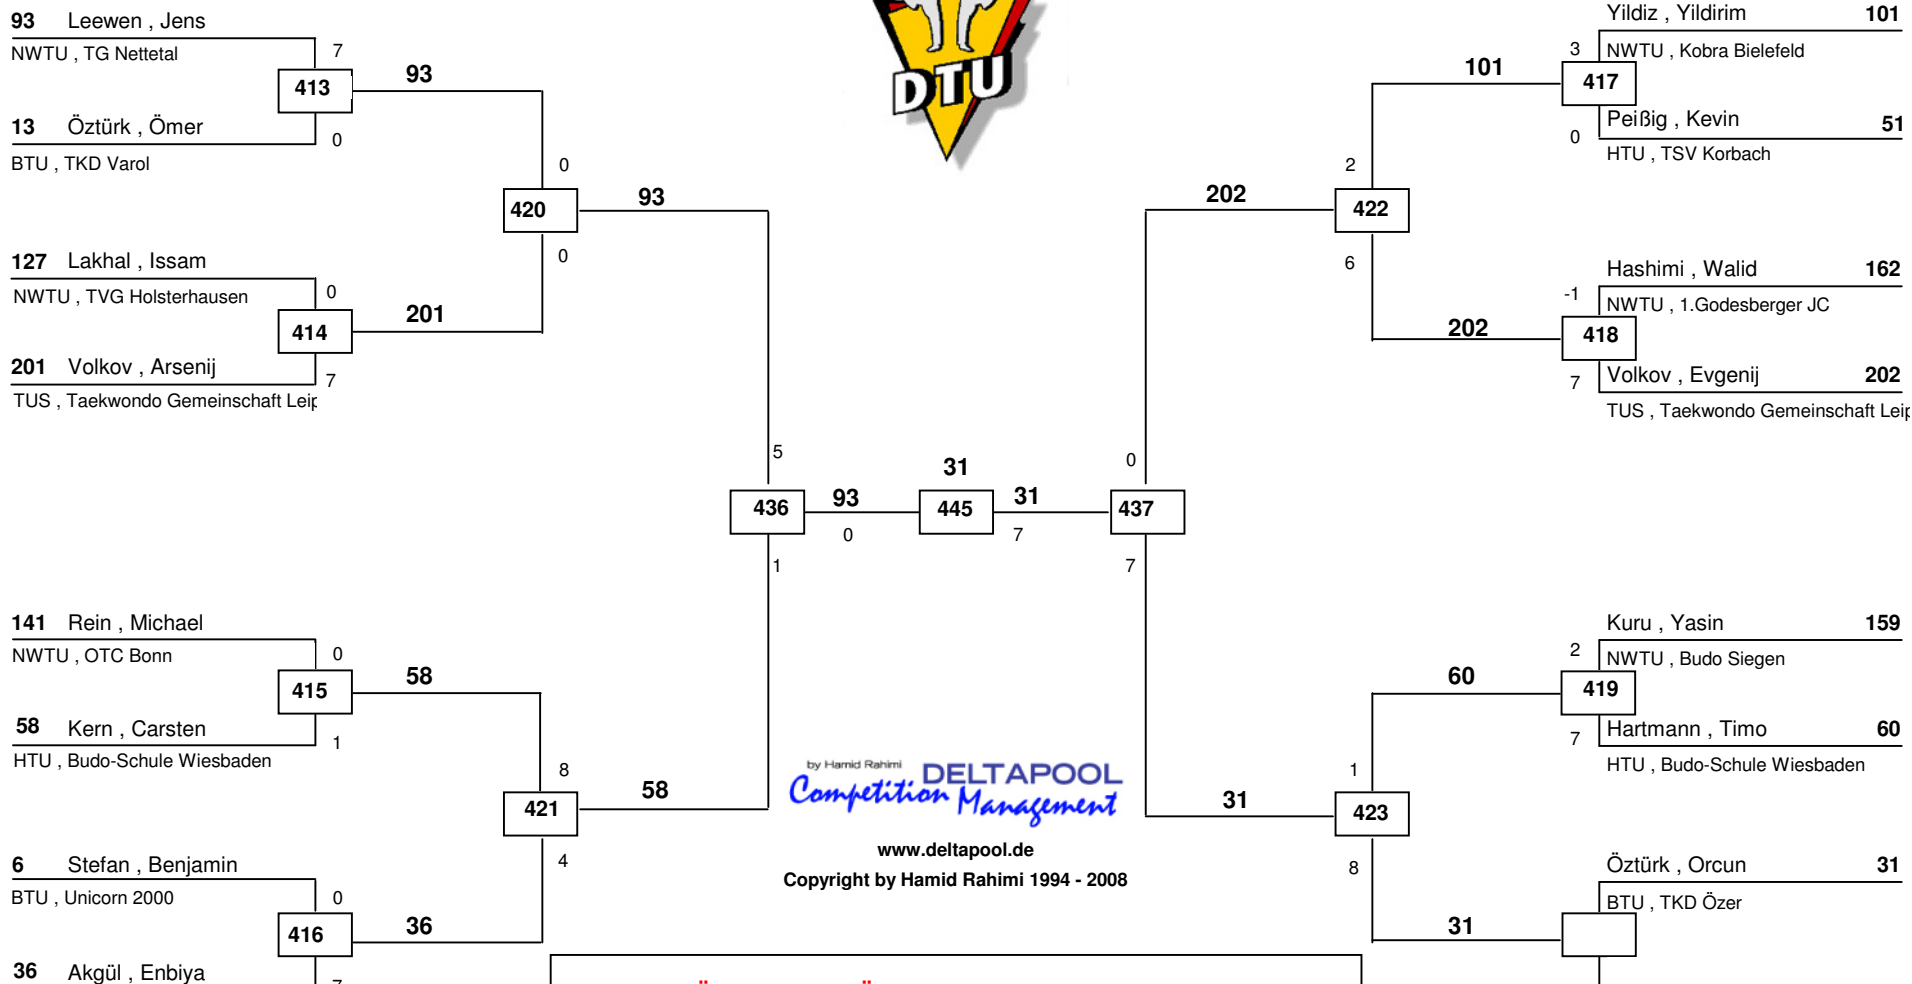 93 Leewen , Jens
NWTU , TG Nettetal
7
413
93
13 Öztürk , Ömer
0
BTU , TKD Varol
0
420
93
0
127 Lakhal , Issam
NWTU , TVG Holsterhausen
0
414
201
201 Volkov , Arsenij
7
TUS , Taekwondo Gemeinschaft Leip
5
436
93
0
1
141 Rein , Michael
NWTU , OTC Bonn
0
415
58
58 Kern , Carsten
1
HTU , Budo-Schule Wiesbaden
8
421
58
4
6 Stefan , Benjamin
BTU , Unicorn 2000
0
416
36
36 Akgül , Enbiya
DTU
31
445
31
7
by Hamid Rahimi DELTAPOOL
Competition Management
www.deltapool.de
Copyright by Hamid Rahimi 1994 - 2008
Yildiz , Yildirim 101
3
NWTU , Kobra Bielefeld
101
417
Peißig , Kevin 51
0
HTU , TSV Korbach
2
202
422
6
Hashimi , Walid 162
-1
NWTU , 1.Godesberger JC
202
418
Volkov , Evgenij 202
7
TUS , Taekwondo Gemeinschaft Leip
0
437
7
Kuru , Yasin 159
2
NWTU , Budo Siegen
60
419
Hartmann , Timo 60
7
HTU , Budo-Schule Wiesbaden
1
31
423
8
Öztürk , Orcun 31
BTU , TKD Özer
31